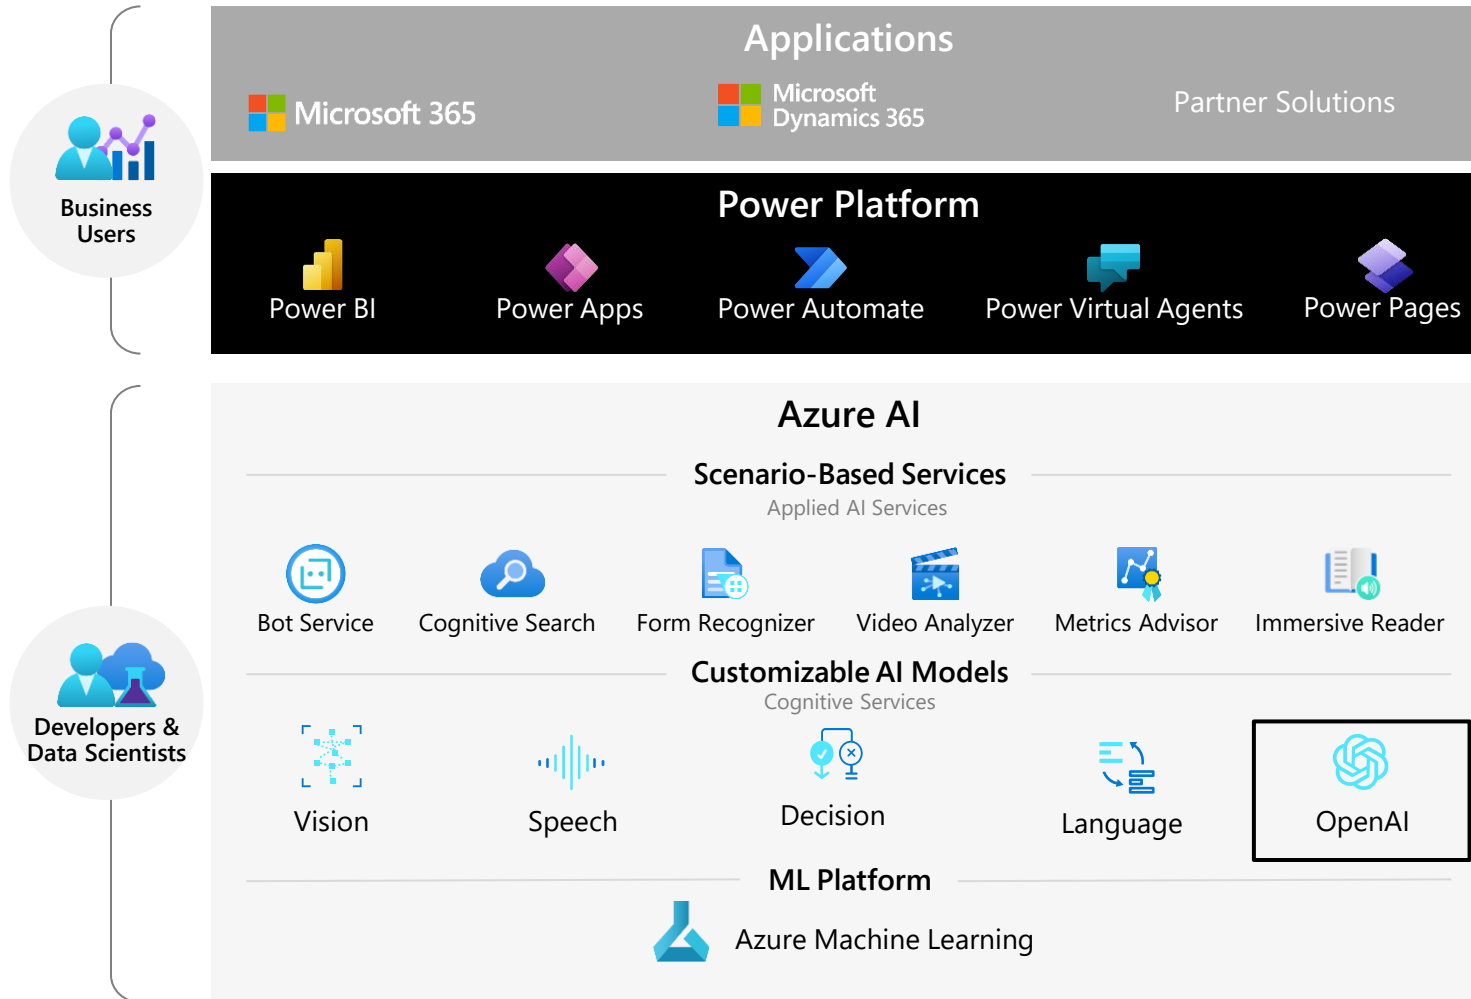 Applications
Microsoft 365
Microsoft
Dynamics 365
Partner Solutions
Business
Users
Power Platform
Power BI
Power Apps
Power Automate
Power Virtual Agents
Power Pages
Azure AI
Scenario-Based Services
Applied AI Services
Bot Service
Cognitive Search
Form Recognizer
Video Analyzer
Metrics Advisor
Immersive Reader
Customizable AI Models
Cognitive Services
Developers &
Data Scientists
Vision
Speech
Decision
Language
OpenAI
ML Platform
Azure Machine Learning